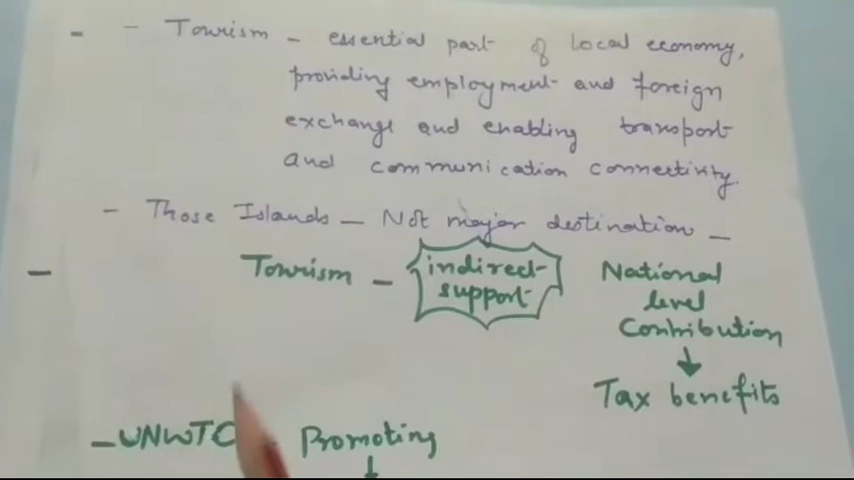 - - Tourism - essential part of local economy,
providing employment and foreign
exchange and enabling transport
and communication connectivity.
- Those Islands - Not major destination -
- Tourism - indirect support National level Contribution
↓
Tax benefits
- UNWTO - Promoting
↓